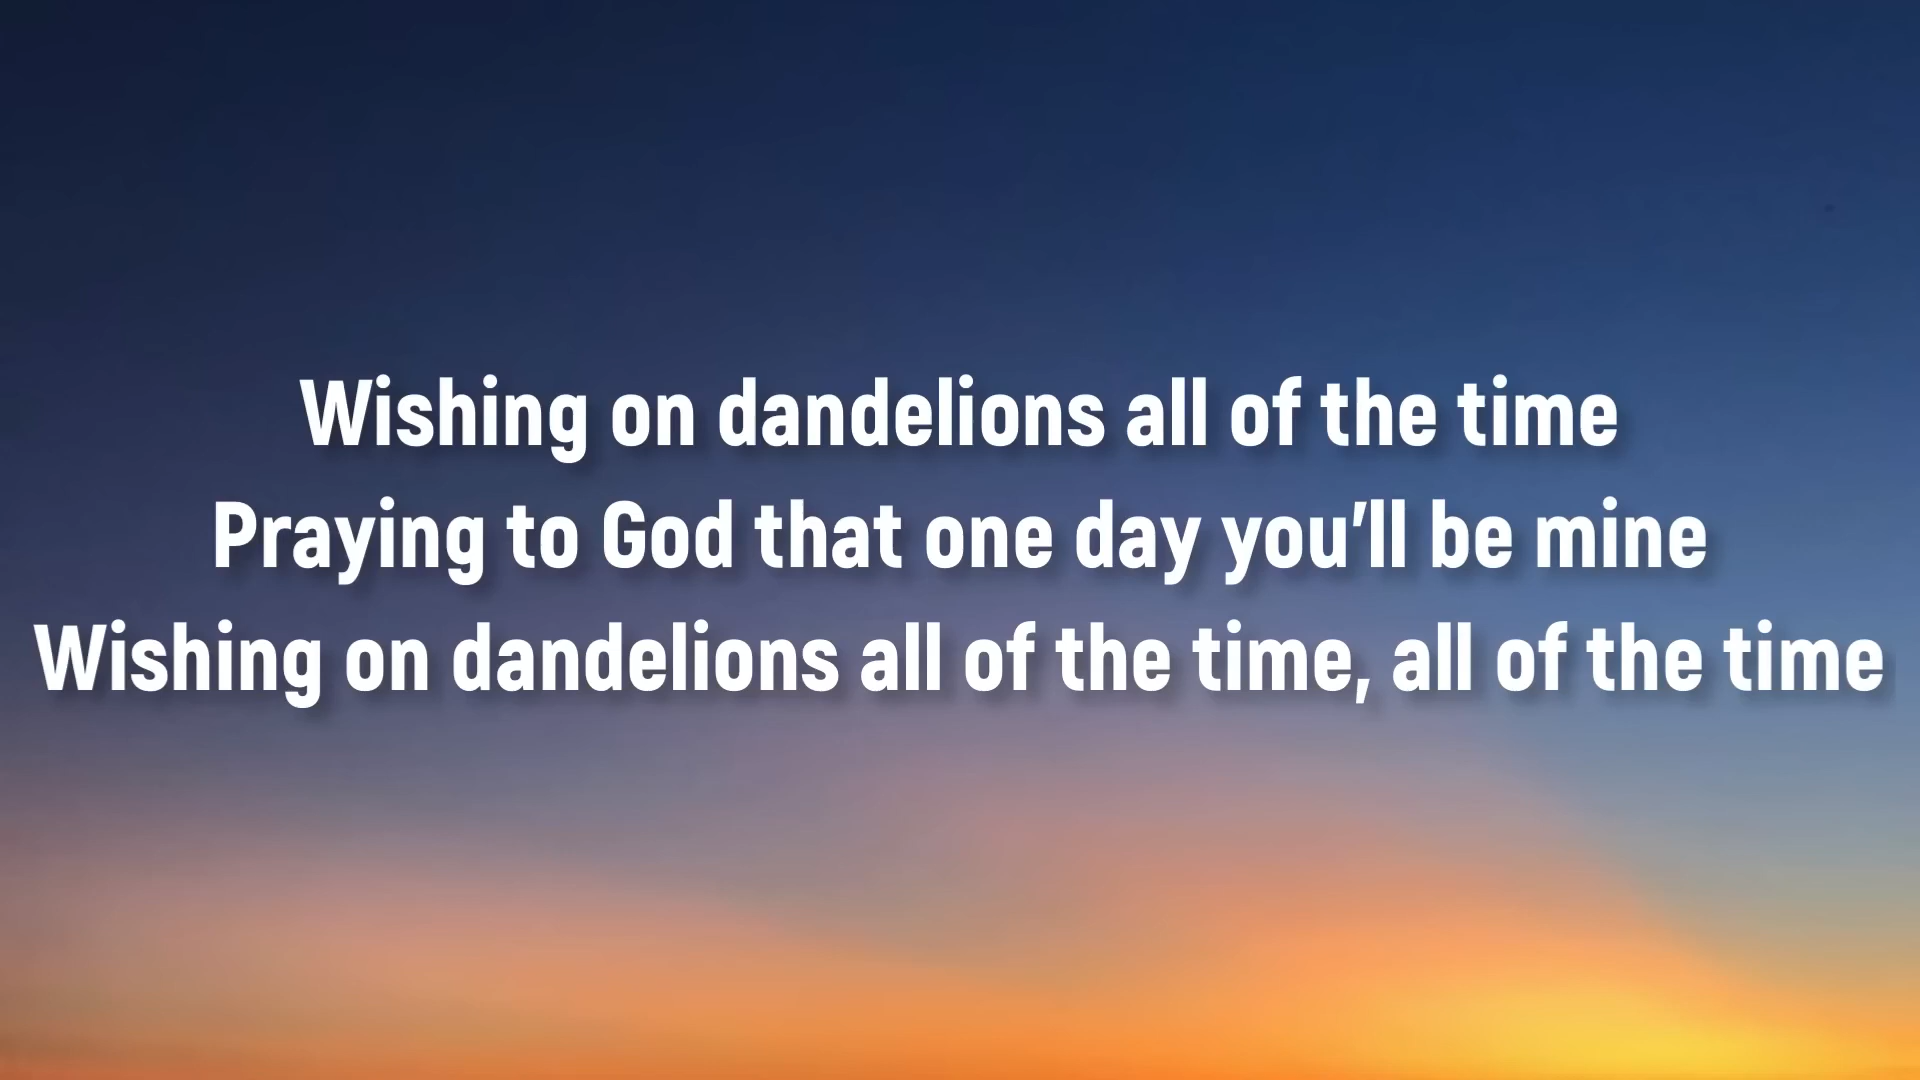 Wishing on dandelions all of the time
Praying to God that one day you'll be mine
Wishing on dandelions all of the time, all of the time